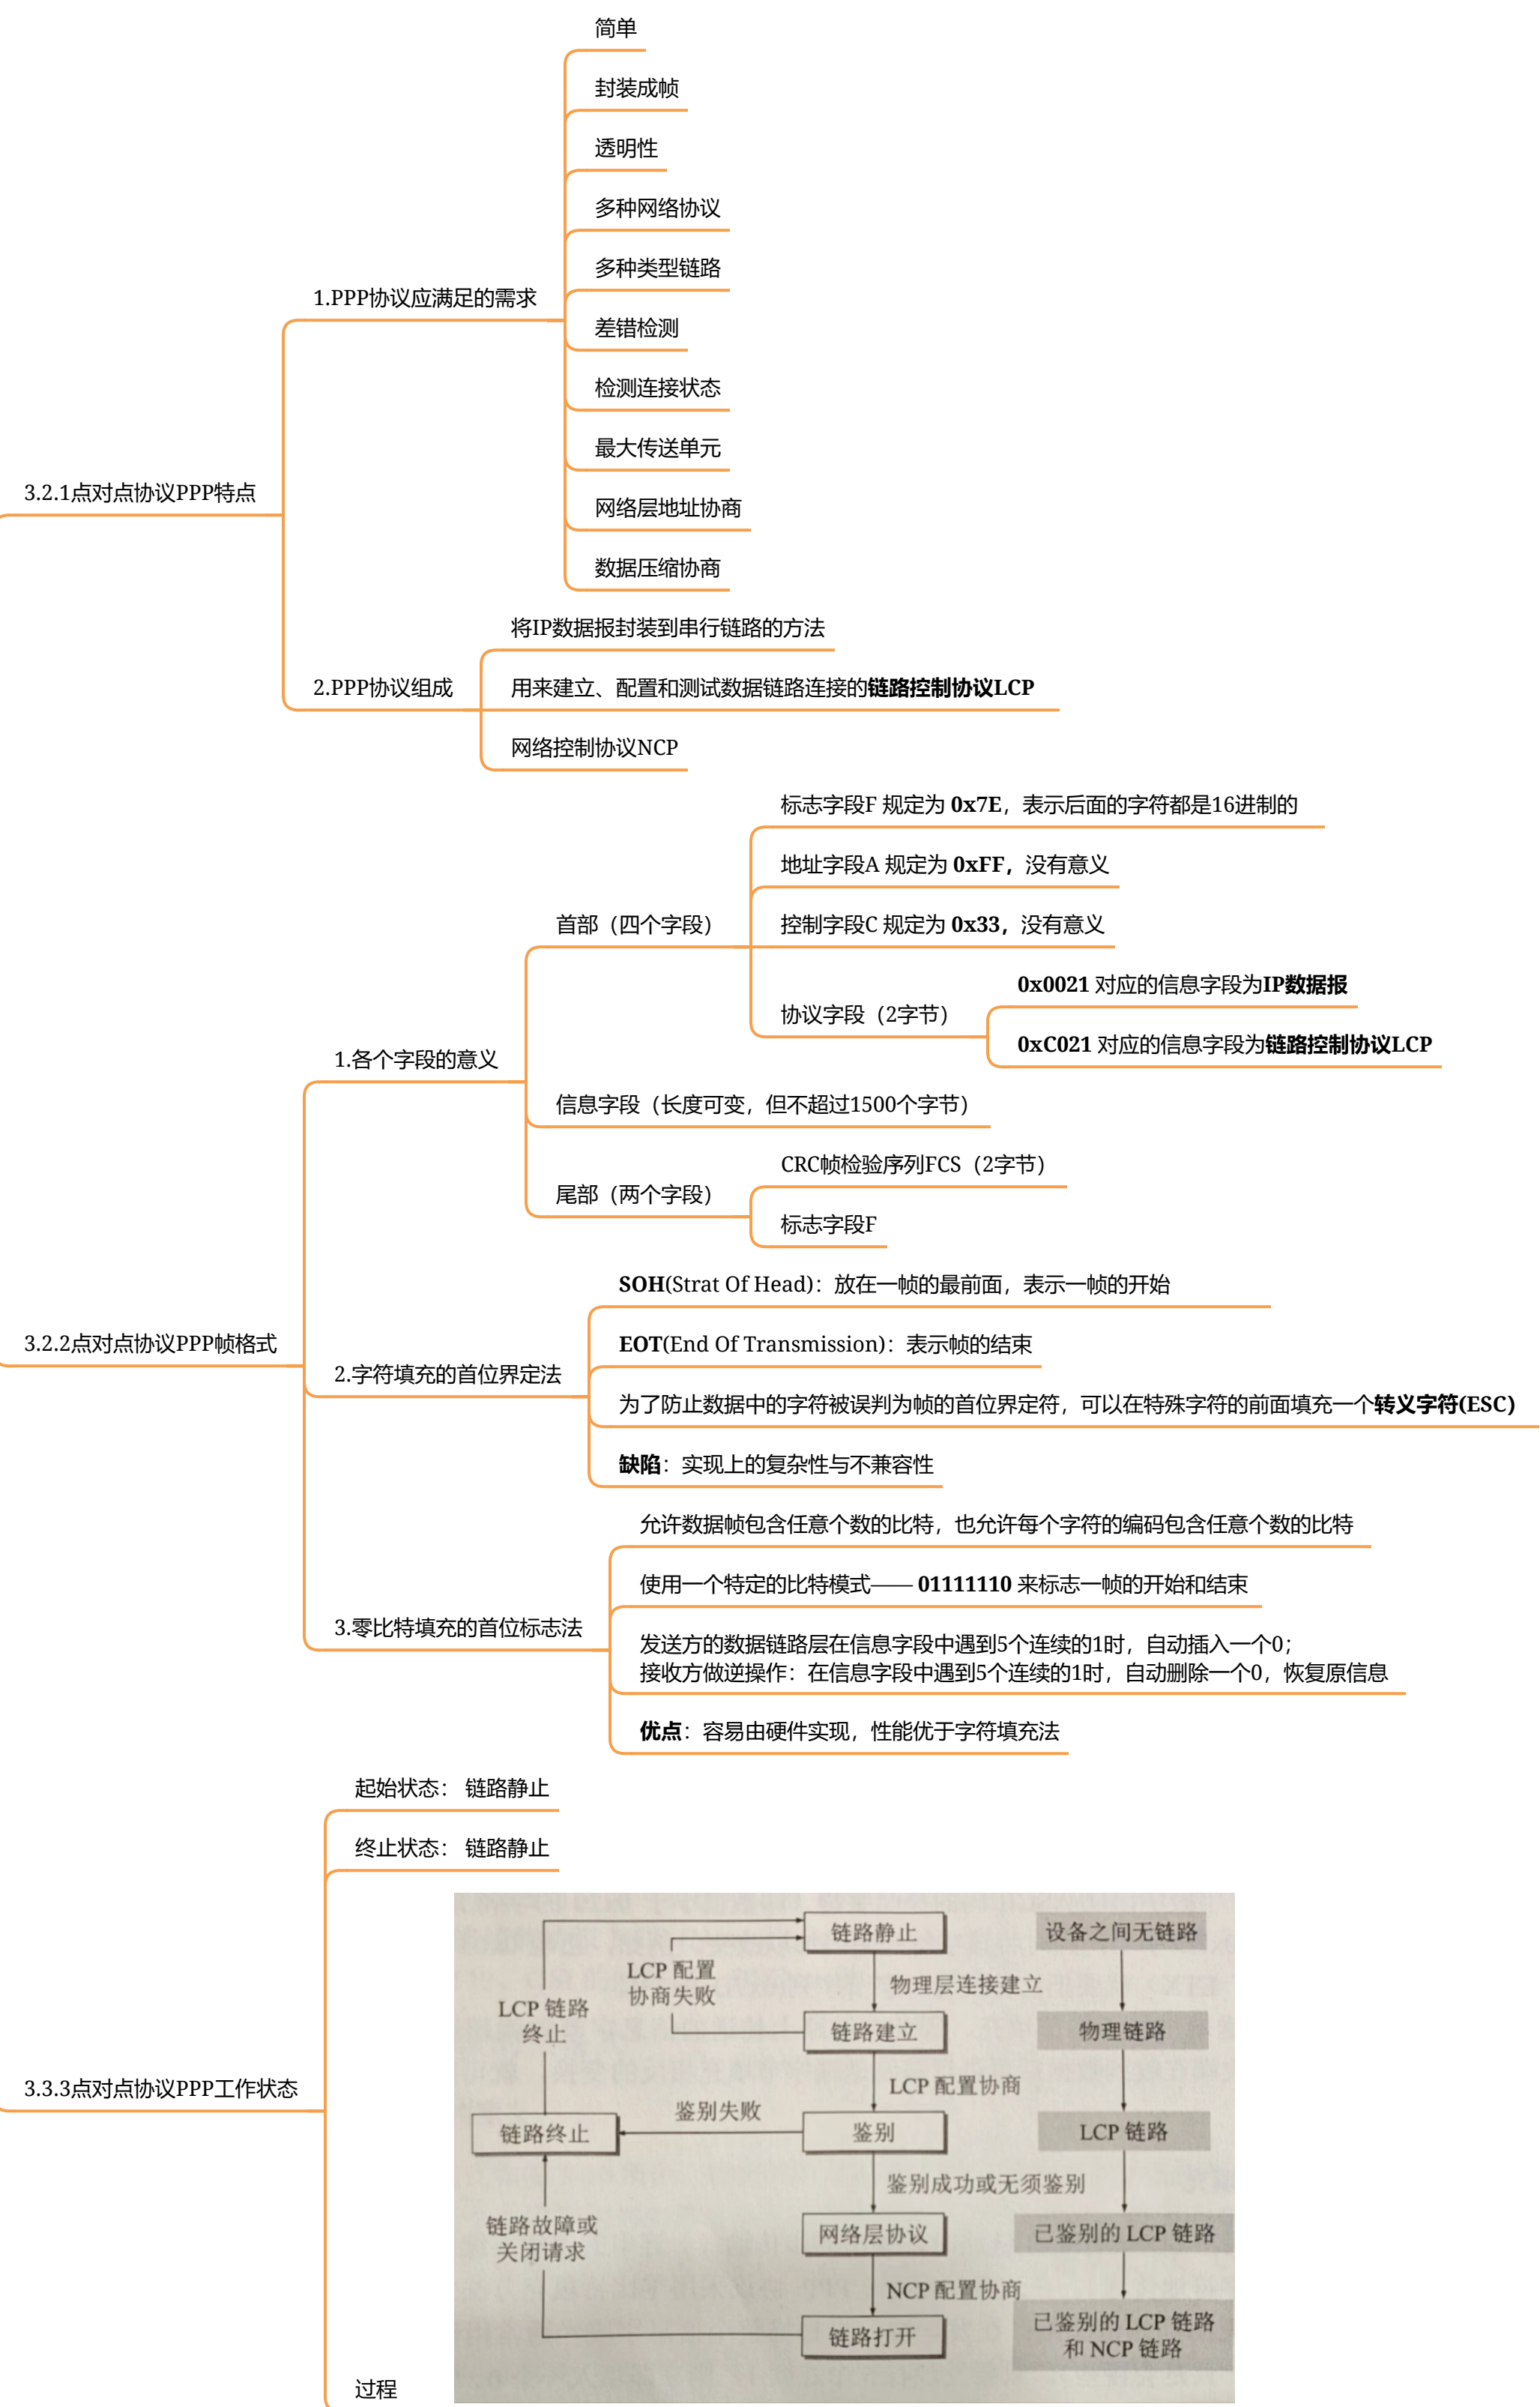 简单
封装成帧
透明性
多种网络协议
多种类型链路
1.PPP协议应满足的需求
差错检测
检测连接状态
最大传送单元
3.2.1点对点协议PPP特点
网络层地址协商
数据压缩协商
将IP数据报封装到串行链路的方法
2.PPP协议组成
用来建立、配置和测试数据链路连接的链路控制协议LCP
网络控制协议NCP
标志字段F 规定为 0x7E，表示后面的字符都是16进制的
地址字段A 规定为 0xFF，没有意义
首部（四个字段）
控制字段C 规定为 0x33，没有意义
协议字段（2字节）
0x0021 对应的信息字段为IP数据报
0xC021 对应的信息字段为链路控制协议LCP
1.各个字段的意义
信息字段（长度可变，但不超过1500个字节）
尾部（两个字段）
CRC帧检验序列FCS（2字节）
标志字段F
3.2.2点对点协议PPP帧格式
2.字符填充的首位界定法
SOH(Strat Of Head)：放在一帧的最前面，表示一帧的开始
EOT(End Of Transmission)：表示帧的结束
为了防止数据中的字符被误判为帧的首位界定符，可以在特殊字符的前面填充一个转义字符(ESC)
缺陷：实现上的复杂性与不兼容性
3.零比特填充的首位标志法
允许数据帧包含任意个数的比特，也允许每个字符的编码包含任意个数的比特
使用一个特定的比特模式—— 01111110 来标志一帧的开始和结束
发送方的数据链路层在信息字段中遇到5个连续的1时，自动插入一个0；
接收方做逆操作：在信息字段中遇到5个连续的1时，自动删除一个0，恢复原信息
优点：容易由硬件实现，性能优于字符填充法
3.3.3点对点协议PPP工作状态
起始状态： 链路静止
终止状态： 链路静止
过程
链路静止
设备之间无链路
LCP 配置
协商失败
物理层连接建立
LCP 链路
终止
链路建立
物理链路
LCP 配置协商
鉴别失败
链路终止
鉴别
LCP 链路
鉴别成功或无须鉴别
链路故障或
关闭请求
网络层协议
已鉴别的 LCP 链路
NCP 配置协商
链路打开
已鉴别的 LCP 链路
和 NCP 链路